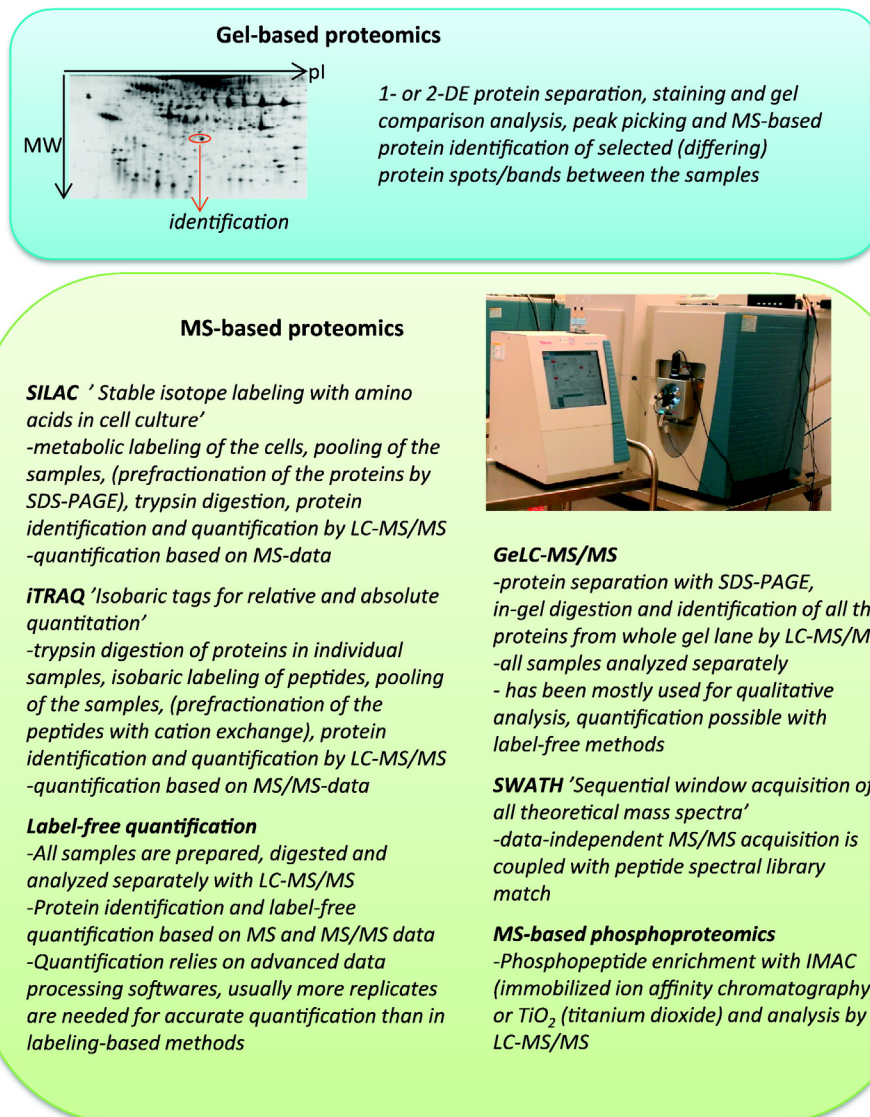 Gel-based proteomics
pI
MW
identification
1- or 2-DE protein separation, staining and gel
comparison analysis, peak picking and MS-based
protein identification of selected (differing)
protein spots/bands between the samples
MS-based proteomics
SILAC ’ Stable isotope labeling with amino
acids in cell culture’
-metabolic labeling of the cells, pooling of the
samples, (prefractionation of the proteins by
SDS-PAGE), trypsin digestion, protein
identification and quantification by LC-MS/MS
-quantification based on MS-data
iTRAQ ’Isobaric tags for relative and absolute
quantitation’
-trypsin digestion of proteins in individual
samples, isobaric labeling of peptides, pooling
of the samples, (prefractionation of the
peptides with cation exchange), protein
identification and quantification by LC-MS/MS
-quantification based on MS/MS-data
Label-free quantification
-All samples are prepared, digested and
analyzed separately with LC-MS/MS
-Protein identification and label-free
quantification based on MS and MS/MS data
-Quantification relies on advanced data
processing softwares, usually more replicates
are needed for accurate quantification than in
labeling-based methods
GeLC-MS/MS
-protein separation with SDS-PAGE,
in-gel digestion and identification of all th
proteins from whole gel lane by LC-MS/M
-all samples analyzed separately
- has been mostly used for qualitative
analysis, quantification possible with
label-free methods
SWATH ’Sequential window acquisition of
all theoretical mass spectra’
-data-independent MS/MS acquisition is
coupled with peptide spectral library
match
MS-based phosphoproteomics
-Phosphopeptide enrichment with IMAC
(immobilized ion affinity chromatography
or TiO₂ (titanium dioxide) and analysis by
LC-MS/MS